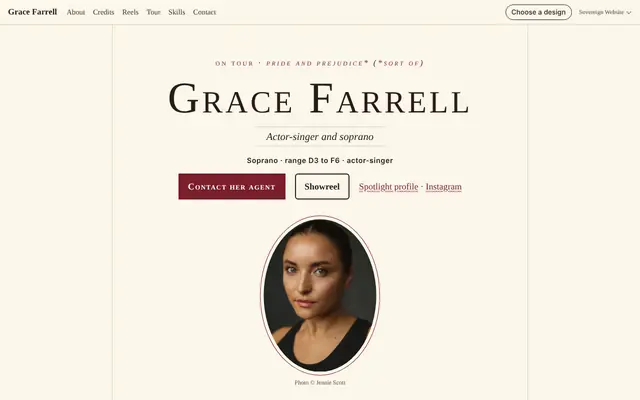 Grace Farrell About Credits Reels Tour Skills Contact Choose a design Sovereign Website
ON TOUR · PRIDE AND PREJUDICE* (*SORT OF)
Grace Farrell
Actor-singer and soprano
Soprano · range D3 to F6 · actor-singer
Contact her agent Showreel Spotlight profile · Instagram
Photo © Jennie Scott